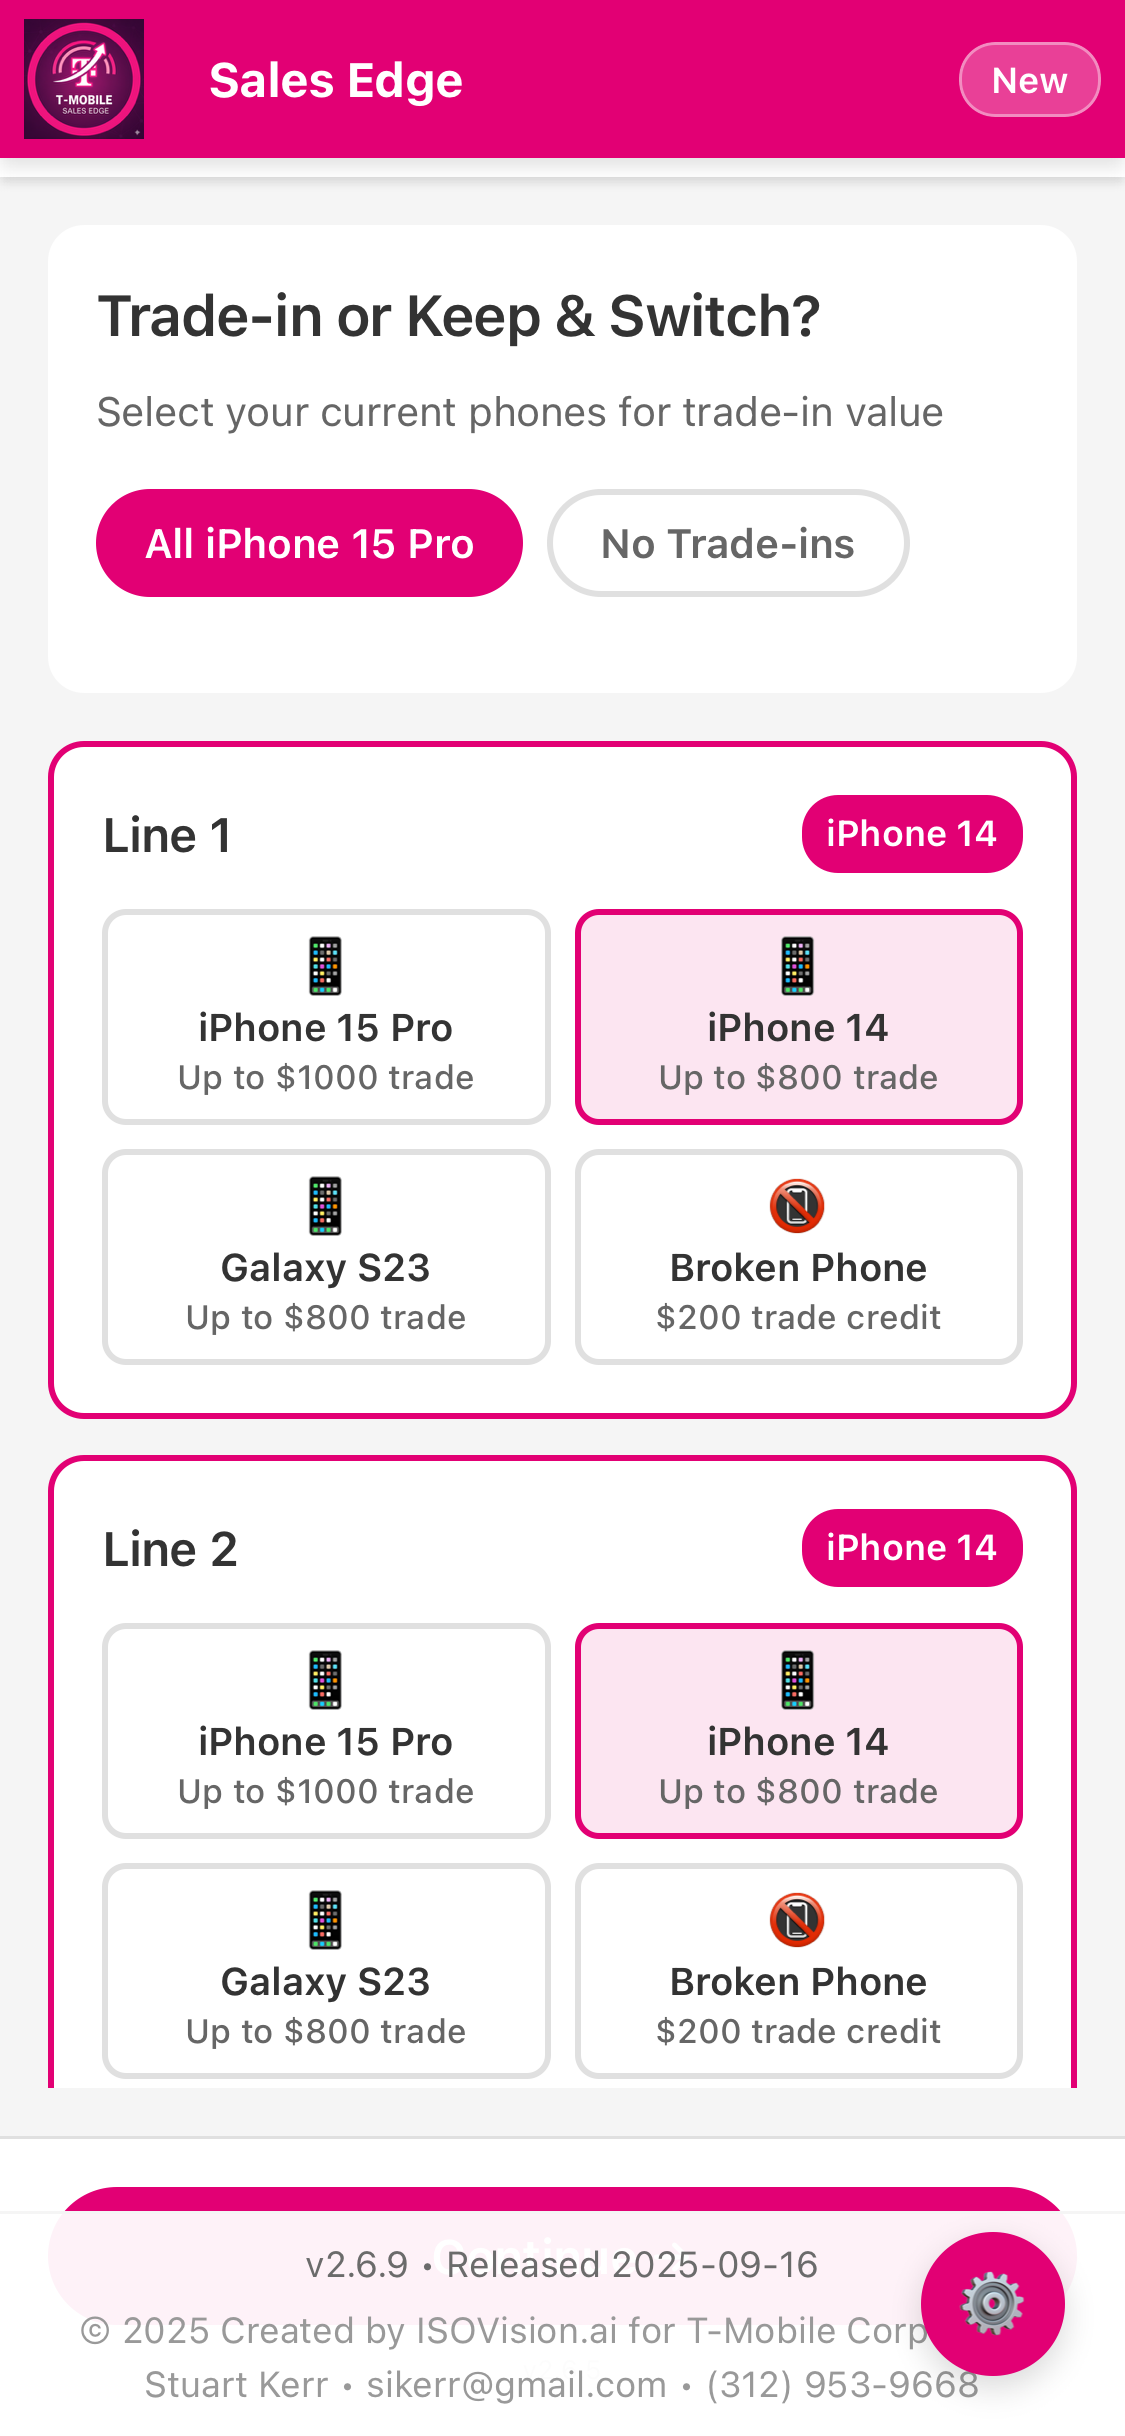 T-MOBILE
SALES EDGE
Sales Edge
New
Trade-in or Keep & Switch?
Select your current phones for trade-in value
All iPhone 15 Pro
No Trade-ins
Line 1
iPhone 14
iPhone 15 Pro
Up to $1000 trade
iPhone 14
Up to $800 trade
Galaxy S23
Up to $800 trade
Broken Phone
$200 trade credit
Line 2
iPhone 14
iPhone 15 Pro
Up to $1000 trade
iPhone 14
Up to $800 trade
Galaxy S23
Up to $800 trade
Broken Phone
$200 trade credit
Continue
v2.6.9 • Released 2025-09-16
© 2025 Created by ISOVision.ai for T-Mobile Corp
Stuart Kerr • sikerr@gmail.com • (312) 953-9668